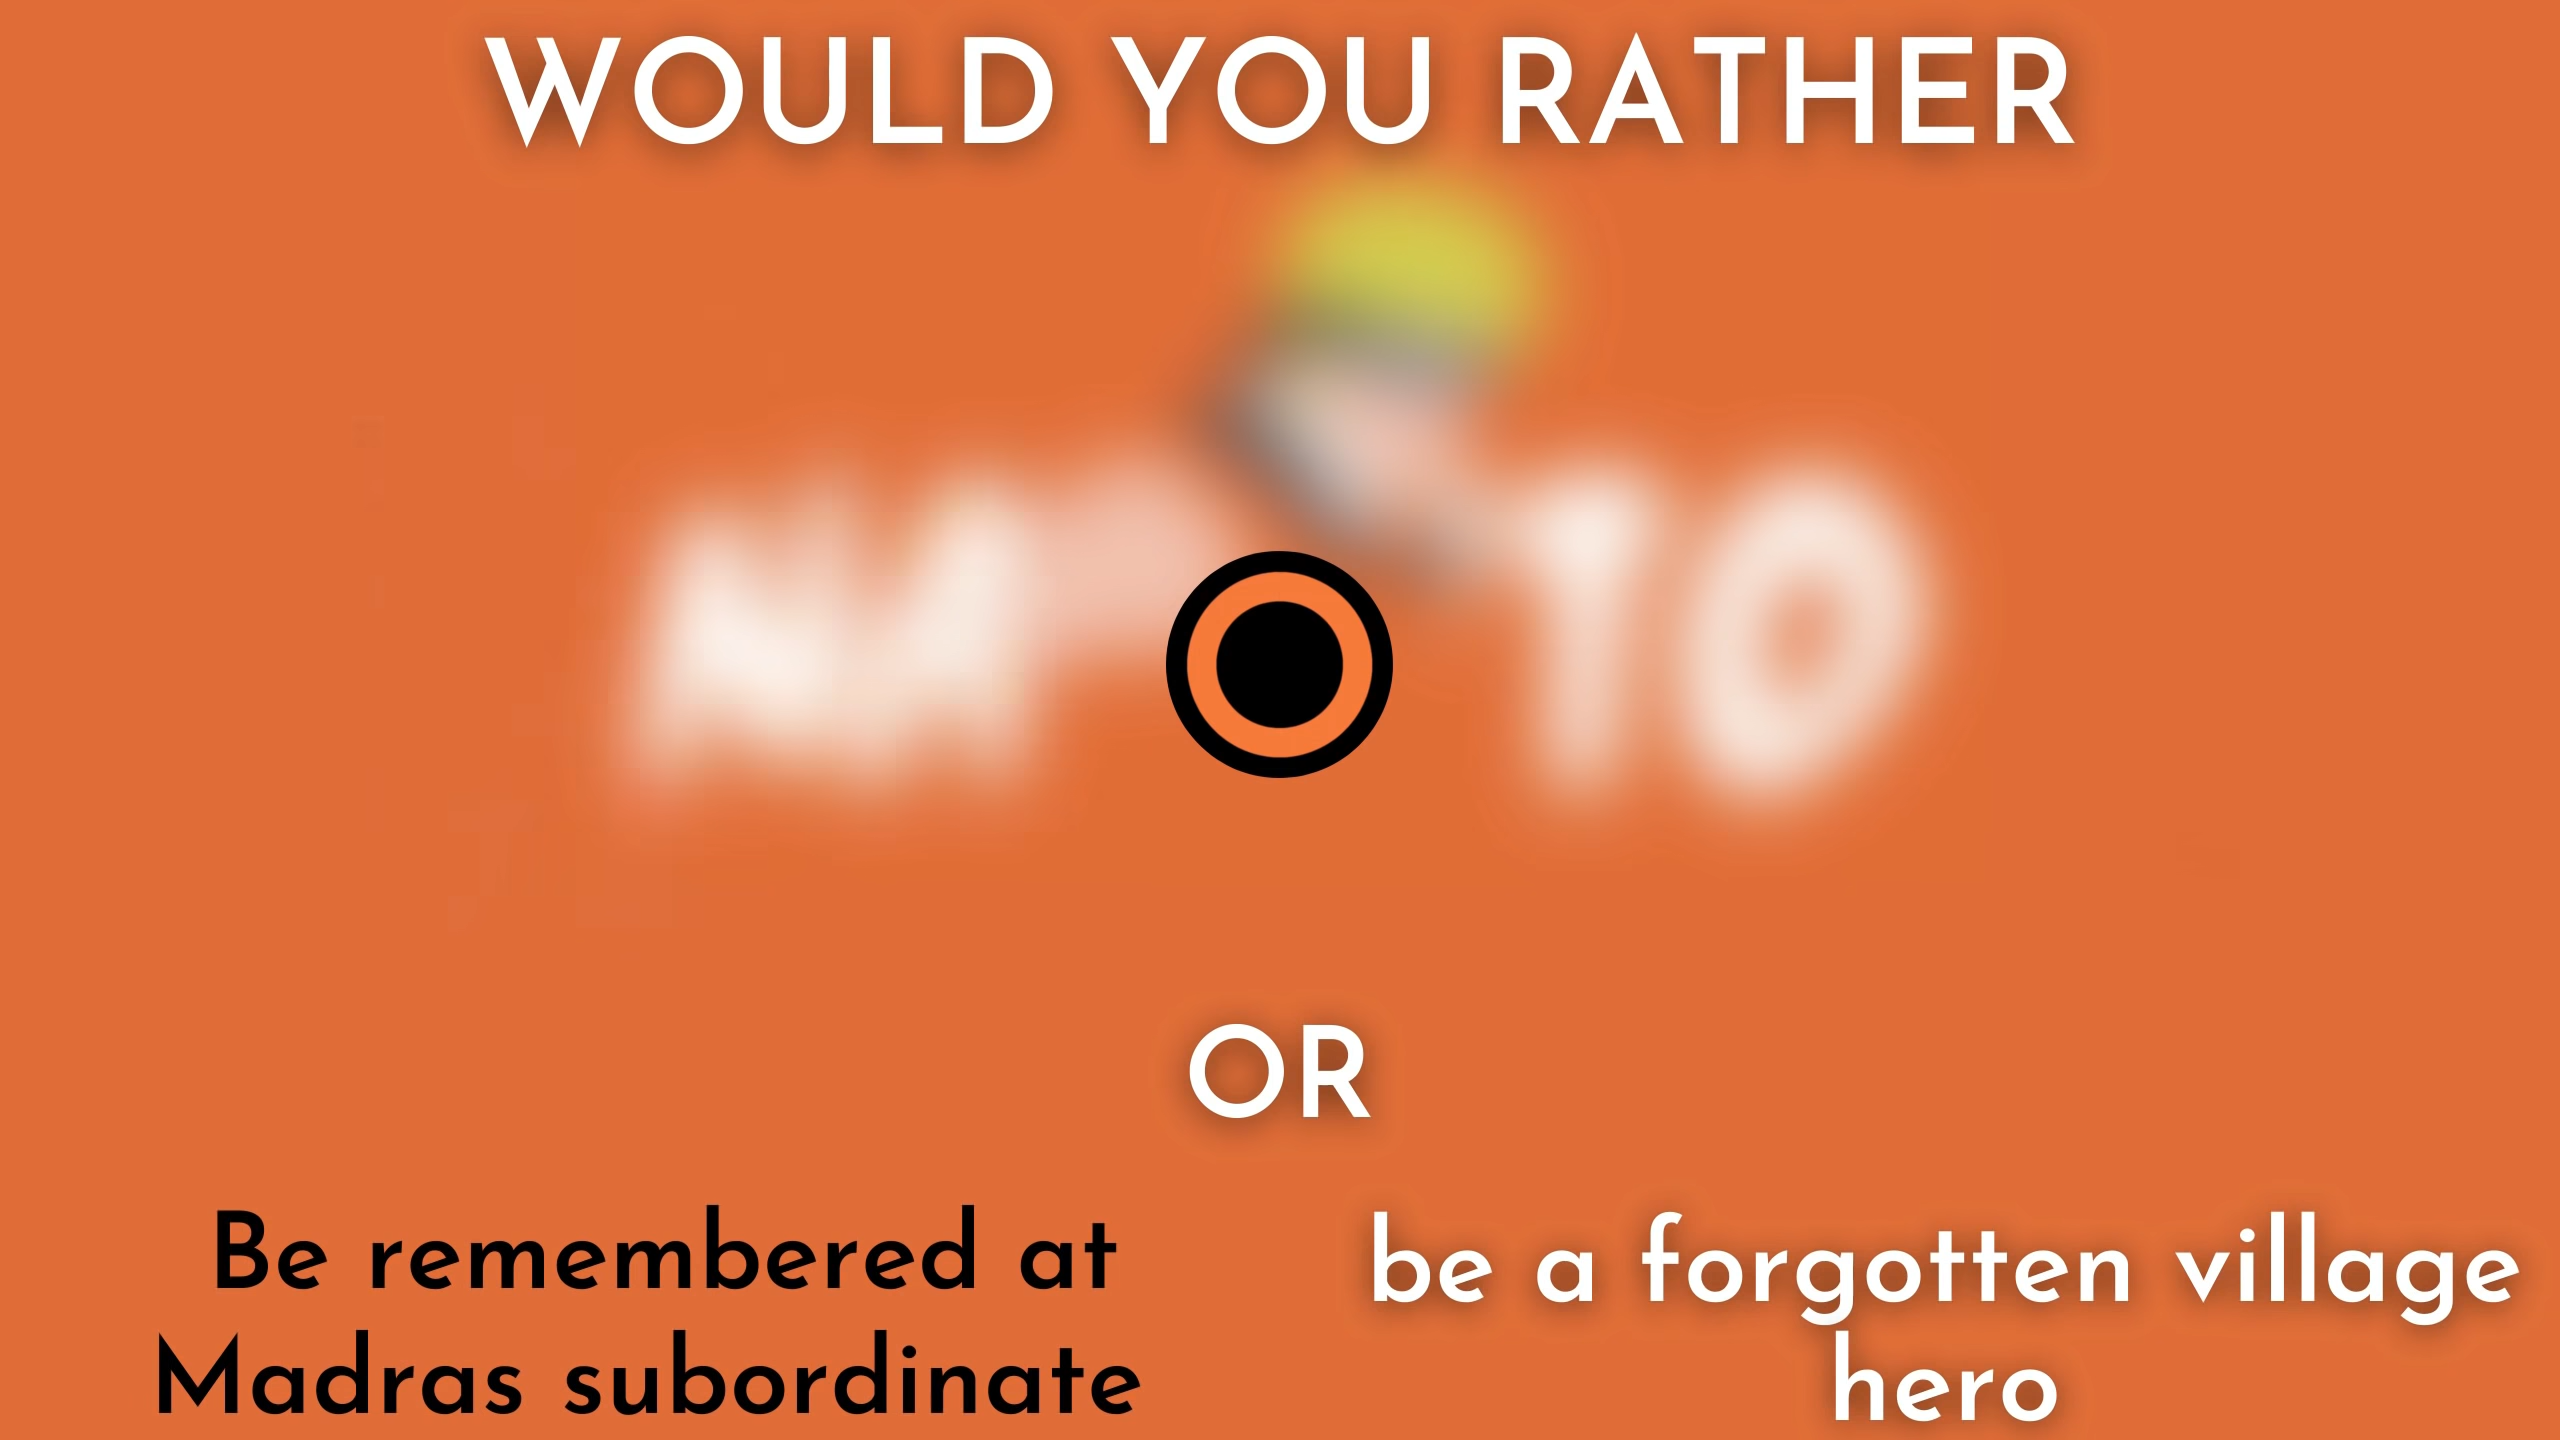 WOULD YOU RATHER
OR
Be remembered at
Madras subordinate
be a forgotten village
hero